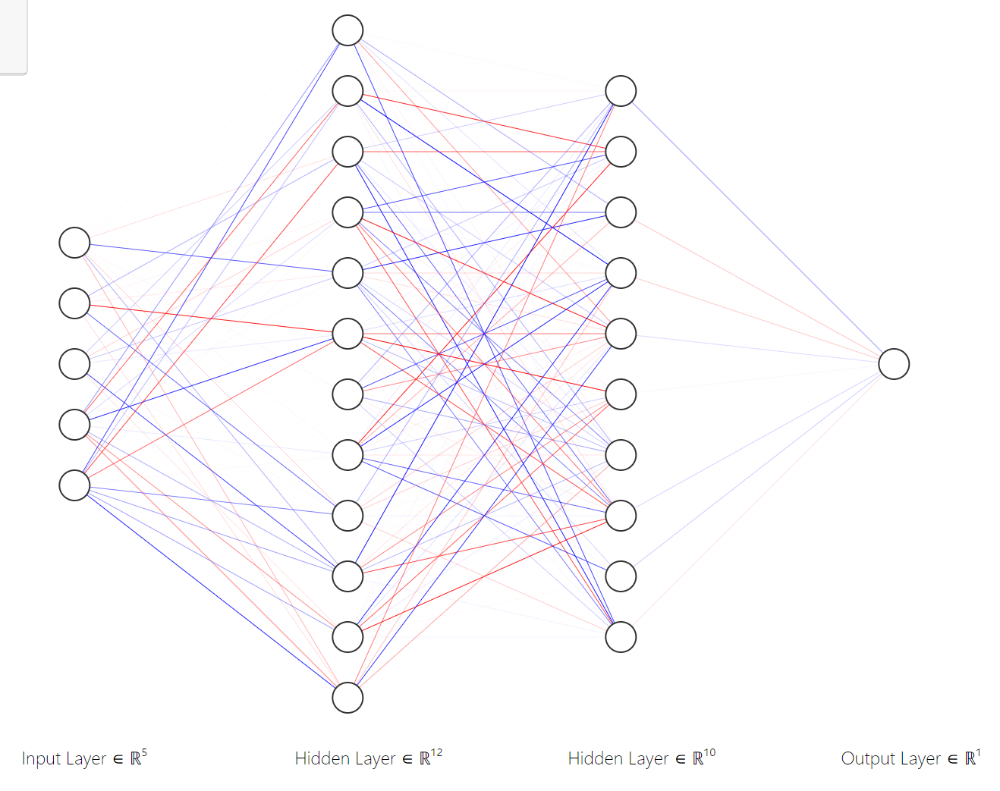 Input Layer ∈ ℝ⁵
Hidden Layer ∈ ℝ¹²
Hidden Layer ∈ ℝ¹⁰
Output Layer ∈ ℝ¹